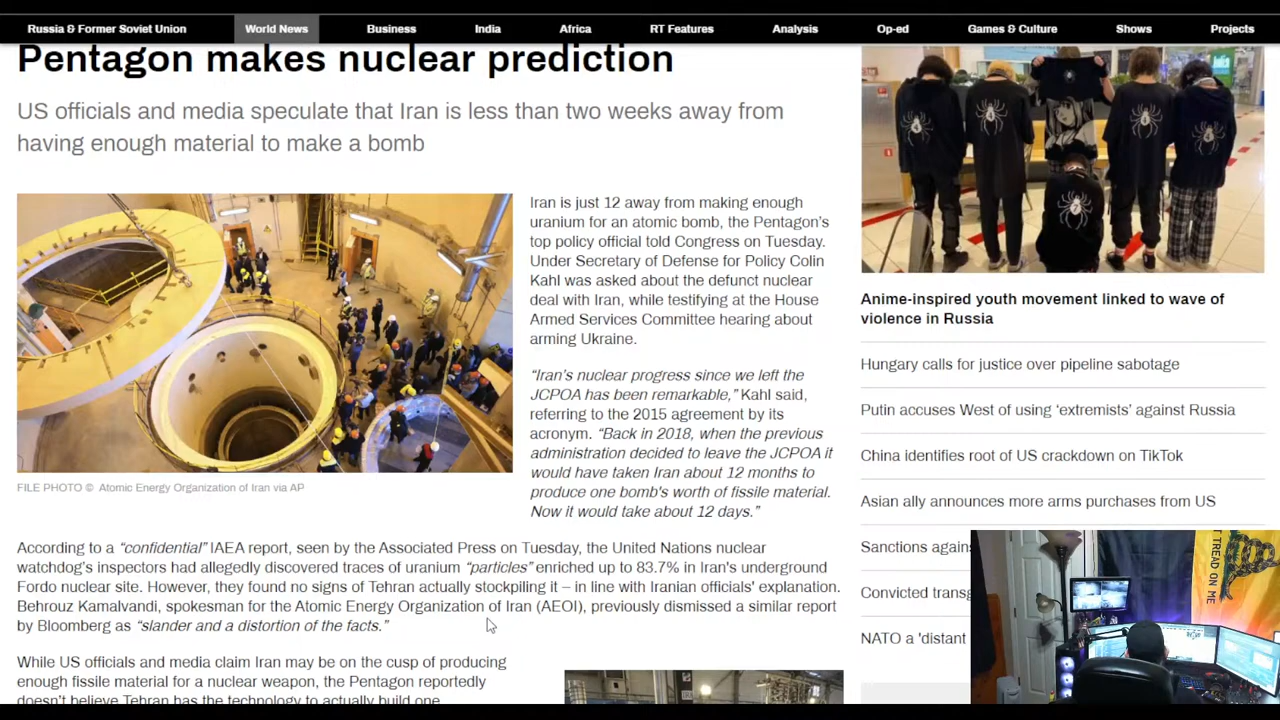 Russia & Former Soviet Union World News Business India Africa RT Features Analysis Op-ed Games & Culture Shows Projects
Pentagon makes nuclear prediction
US officials and media speculate that Iran is less than two weeks away from
having enough material to make a bomb
FILE PHOTO © Atomic Energy Organization of Iran via AP
Iran is just 12 away from making enough
uranium for an atomic bomb, the Pentagon's
top policy official told Congress on Tuesday.
Under Secretary of Defense for Policy Colin
Kahl was asked about the defunct nuclear
deal with Iran, while testifying at the House
Armed Services Committee hearing about
arming Ukraine.
“Iran's nuclear progress since we left the
JCPOA has been remarkable,” Kahl said,
referring to the 2015 agreement by its
acronym. “Back in 2018, when the previous
administration decided to leave the JCPOA it
would have taken Iran about 12 months to
produce one bomb's worth of fissile material.
Now it would take about 12 days.”
According to a “confidential” IAEA report, seen by the Associated Press on Tuesday, the United Nations nuclear
watchdog's inspectors had allegedly discovered traces of uranium “particles” enriched up to 83.7% in Iran's underground
Fordo nuclear site. However, they found no signs of Tehran actually stockpiling it – in line with Iranian officials' explanation.
Behrouz Kamalvandi, spokesman for the Atomic Energy Organization of Iran (AEOI), previously dismissed a similar report
by Bloomberg as “slander and a distortion of the facts.”
While US officials and media claim Iran may be on the cusp of producing
enough fissile material for a nuclear weapon, the Pentagon reportedly
doesn't believe Tehran has the technology to actually build one
Anime-inspired youth movement linked to wave of
violence in Russia
Hungary calls for justice over pipeline sabotage
Putin accuses West of using ‘extremists’ against Russia
China identifies root of US crackdown on TikTok
Asian ally announces more arms purchases from US
Sanctions
Convicted
NATO a 'distant
T TREAD ON ME